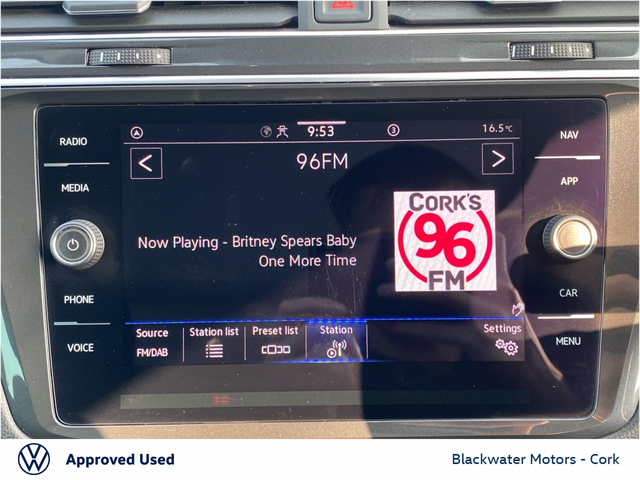 RADIO
MEDIA
PHONE
VOICE
9:53
3
16.5°C
96FM
Now Playing - Britney Spears Baby
One More Time
CORK'S
96
FM
Source
FM/DAB
Station list
Preset list
Station
Settings
NAV
APP
CAR
MENU
Approved Used
Blackwater Motors - Cork